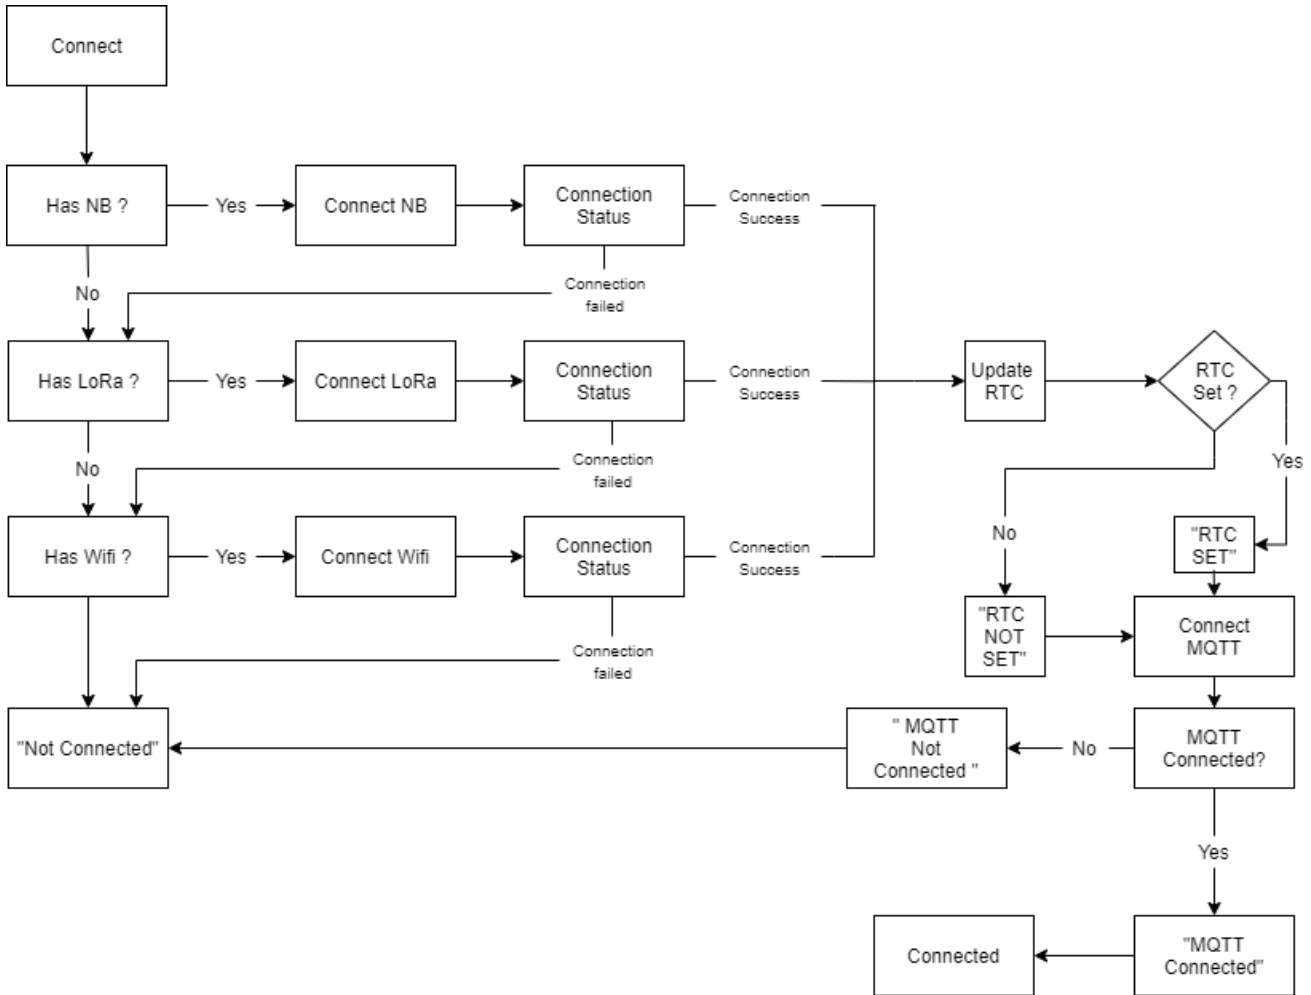 Connect
Has NB ?
Yes
Connect NB
Connection
Status
Connection
Success
No
Connection
failed
Has LoRa ?
Yes
Connect LoRa
Connection
Status
Connection
Success
Update
RTC
RTC
Set ?
Yes
No
Connection
failed
No
Has Wifi ?
Yes
Connect Wifi
Connection
Status
Connection
Success
"RTC
SET"
"RTC
NOT
SET"
Connect
MQTT
Connection
failed
"Not Connected"
" MQTT
Not
Connected "
No
MQTT
Connected?
Yes
Connected
"MQTT
Connected"